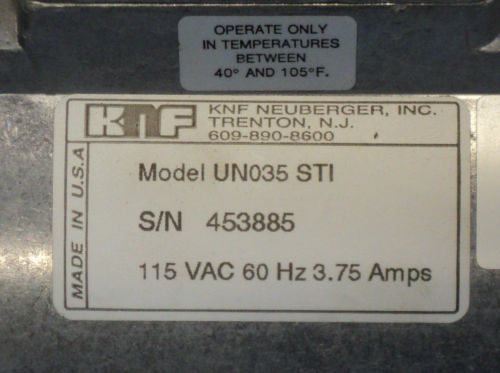 OPERATE ONLY
IN TEMPERATURES
BETWEEN
40° AND 105°F.
KNF KNF NEUBERGER, INC.
TRENTON, N.J.
609-890-8600
MADE IN U.S.A
Model UN035 STI
S/N 453885
115 VAC 60 Hz 3.75 Amps